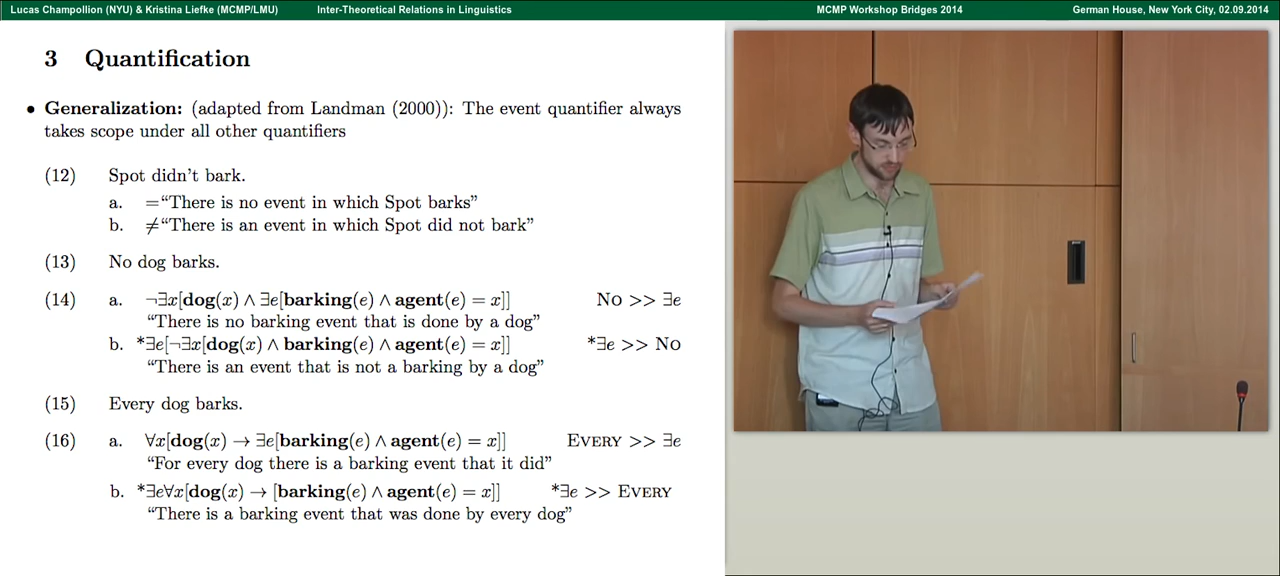 Lucas Champollion (NYU) & Kristina Liefke (MCMP/LMU) Inter-Theoretical Relations in Linguistics MCMP Workshop Bridges 2014 German House, New York City, 02.09.2014
3 Quantification
• Generalization: (adapted from Landman (2000)): The event quantifier always
takes scope under all other quantifiers
(12) Spot didn't bark.
a. =“There is no event in which Spot barks”
b. ≠“There is an event in which Spot did not bark”
(13) No dog barks.
(14) a. ¬∃x[dog(x) ∧ ∃e[barking(e) ∧ agent(e) = x]] No >> ∃e
“There is no barking event that is done by a dog”
b. *∃e[¬∃x[dog(x) ∧ barking(e) ∧ agent(e) = x]] *∃e >> No
“There is an event that is not a barking by a dog”
(15) Every dog barks.
(16) a. ∀x[dog(x) → ∃e[barking(e) ∧ agent(e) = x]] Every >> ∃e
“For every dog there is a barking event that it did”
b. *∃e∀x[dog(x) → [barking(e) ∧ agent(e) = x]] *∃e >> Every
“There is a barking event that was done by every dog”